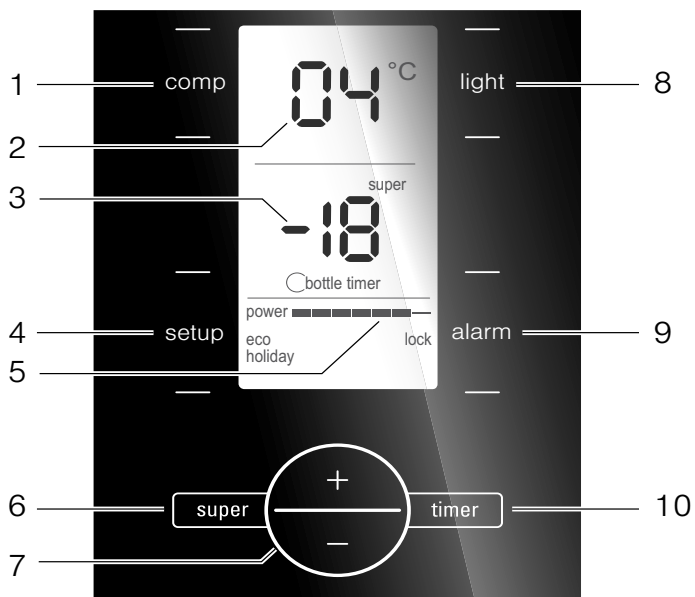 1 comp 04 °C light 8
2
super
3 -18
bottle timer
power
4 setup eco lock alarm 9
holiday
5
6 super + timer 10
7 −